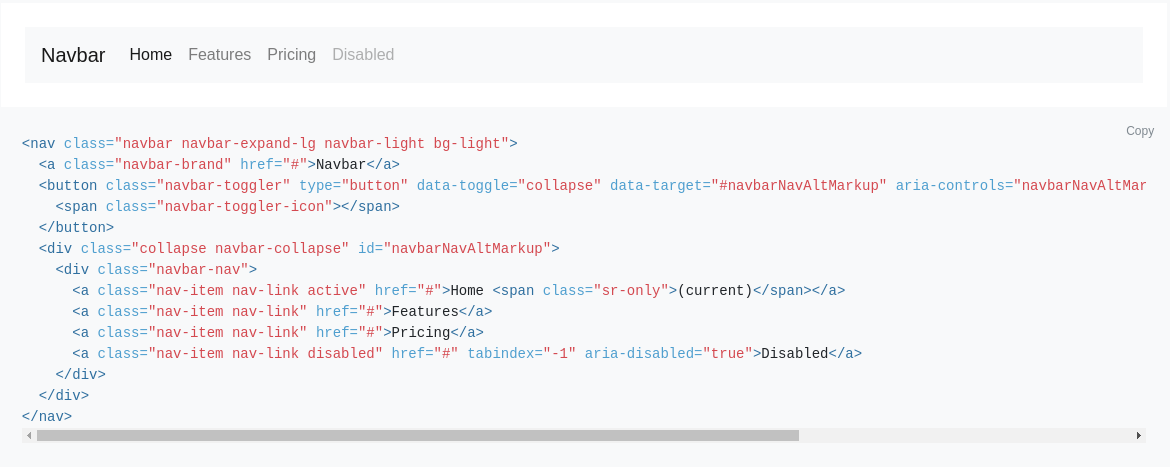 Navbar Home Features Pricing Disabled
Copy
<nav class="navbar navbar-expand-lg navbar-light bg-light">
  <a class="navbar-brand" href="#">Navbar</a>
  <button class="navbar-toggler" type="button" data-toggle="collapse" data-target="#navbarNavAltMarkup" aria-controls="navbarNavAltMar
    <span class="navbar-toggler-icon"></span>
  </button>
  <div class="collapse navbar-collapse" id="navbarNavAltMarkup">
    <div class="navbar-nav">
      <a class="nav-item nav-link active" href="#">Home <span class="sr-only">(current)</span></a>
      <a class="nav-item nav-link" href="#">Features</a>
      <a class="nav-item nav-link" href="#">Pricing</a>
      <a class="nav-item nav-link disabled" href="#" tabindex="-1" aria-disabled="true">Disabled</a>
    </div>
  </div>
</nav>